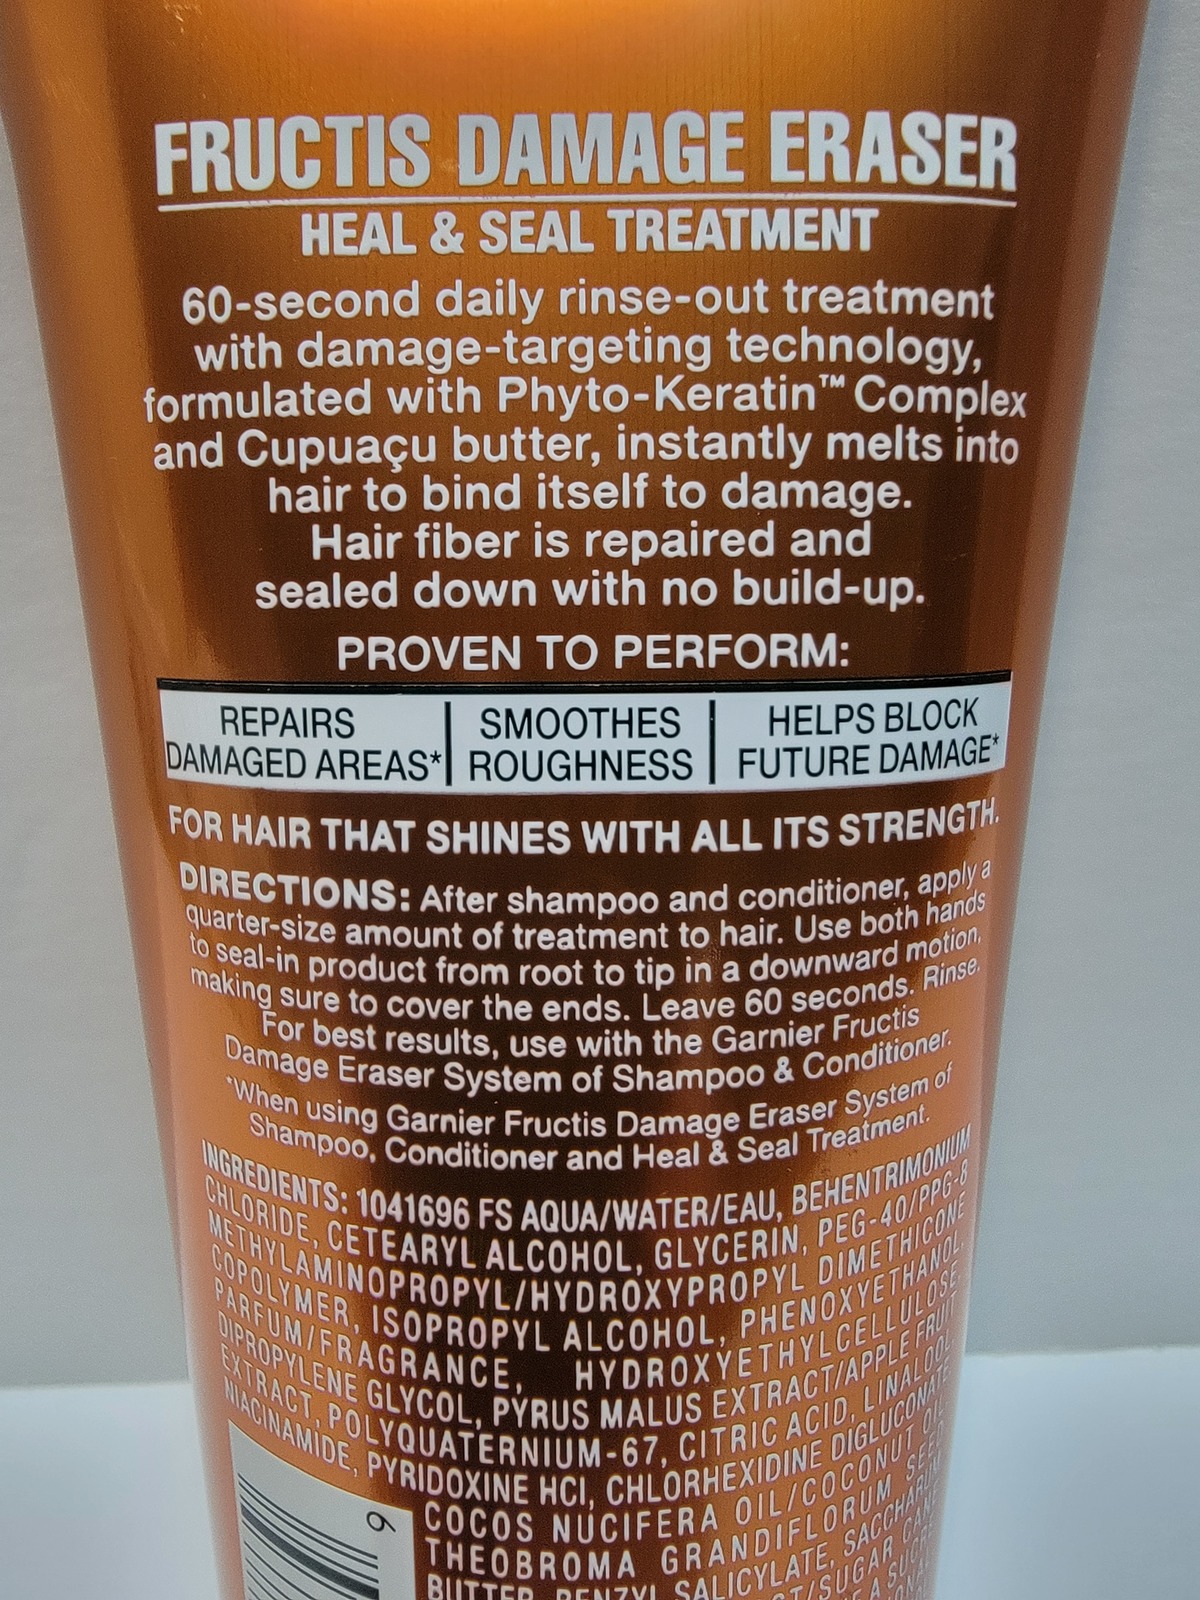 FRUCTIS DAMAGE ERASER
HEAL & SEAL TREATMENT
60-second daily rinse-out treatment
with damage-targeting technology,
formulated with Phyto-Keratin™ Complex
and Cupuaçu butter, instantly melts into
hair to bind itself to damage.
Hair fiber is repaired and
sealed down with no build-up.
PROVEN TO PERFORM:
REPAIRS DAMAGED AREAS* | SMOOTHES ROUGHNESS | HELPS BLOCK FUTURE DAMAGE*
FOR HAIR THAT SHINES WITH ALL ITS STRENGTH.
DIRECTIONS: After shampoo and conditioner, apply a
quarter-size amount of treatment to hair. Use both hands
to seal-in product from root to tip in a downward motion,
making sure to cover the ends. Leave 60 seconds. Rinse.
For best results, use with the Garnier Fructis
Damage Eraser System of Shampoo & Conditioner.
*When using Garnier Fructis Damage Eraser System of
Shampoo, Conditioner and Heal & Seal Treatment.
INGREDIENTS: 1041696 FS AQUA/WATER/EAU, BEHENTRIMONIUM
CHLORIDE, CETEARYL ALCOHOL, GLYCERIN, PEG-40/PPG-8
METHYLAMINOPROPYL/HYDROXYPROPYL DIMETHICONE
COPOLYMER, ISOPROPYL ALCOHOL, PHENOXYETHANOL,
PARFUM/FRAGRANCE, HYDROXYETHYLCELLULOSE,
DIPROPYLENE GLYCOL, PYRUS MALUS EXTRACT/APPLE FRUIT
EXTRACT, POLYQUATERNIUM-67, CITRIC ACID, LINALOOL,
NIACINAMIDE, PYRIDOXINE HCI, CHLORHEXIDINE DIGLUCONATE,
COCOS NUCIFERA OIL/COCONUT OIL,
THEOBROMA GRANDIFLORUM SEED
BUTTER, BENZYL SALICYLATE, SACCHARUM
/SUGAR CANE
6